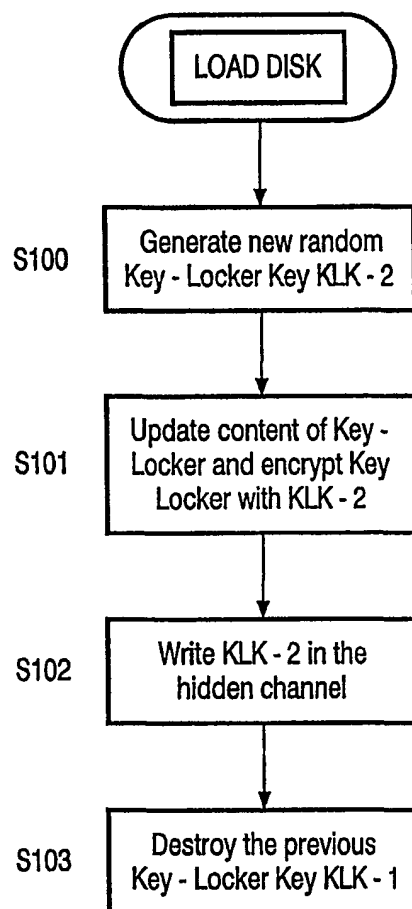 LOAD DISK
S100
Generate new random
Key - Locker Key KLK - 2
S101
Update content of Key -
Locker and encrypt Key
Locker with KLK - 2
S102
Write KLK - 2 in the
hidden channel
S103
Destroy the previous
Key - Locker Key KLK - 1